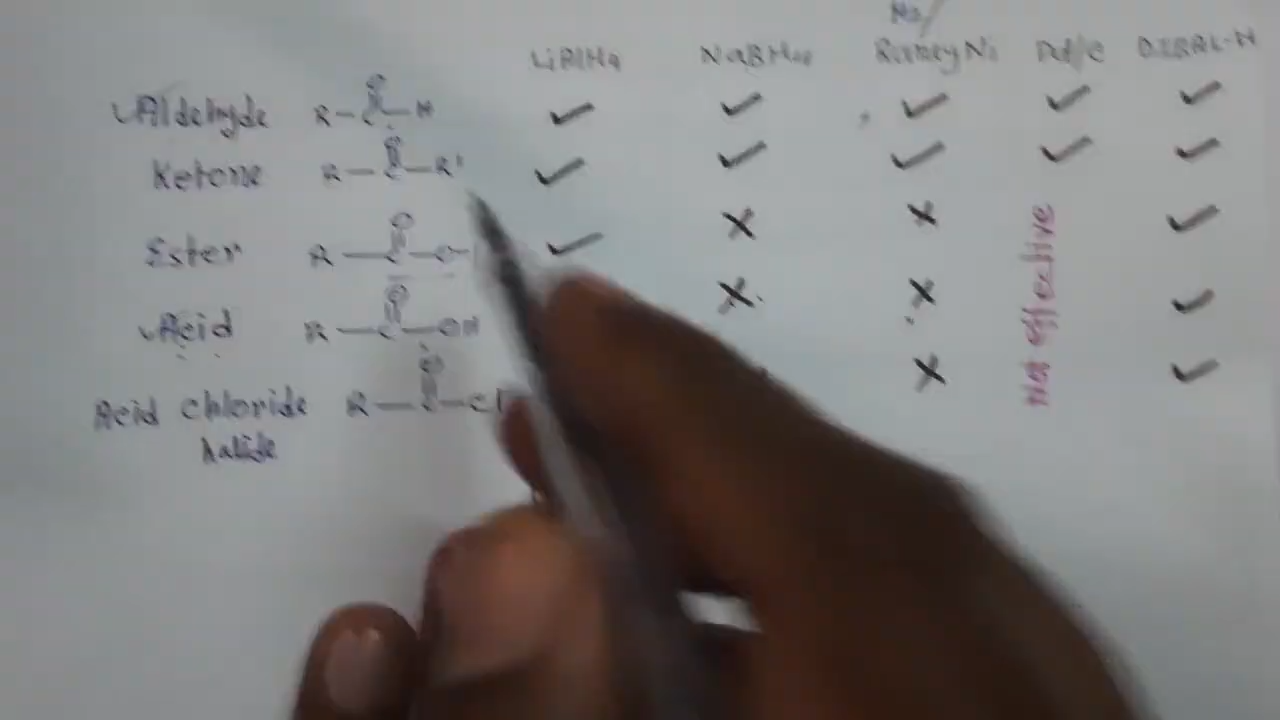 H2/
LiAlH4 NaBH4 Raney Ni Pd/C DIBAL-H
Aldehyde R-C-H O ✓ ✓ ✓ ✓ ✓
Ketone R-C-R' O ✓ ✓ ✓ ✓ ✓
Ester R-C-O- O ✓ x x ✓
Acid R-C-OH O x x ✓
Acid chloride R-C-Cl O x ✓
halide
Not effective